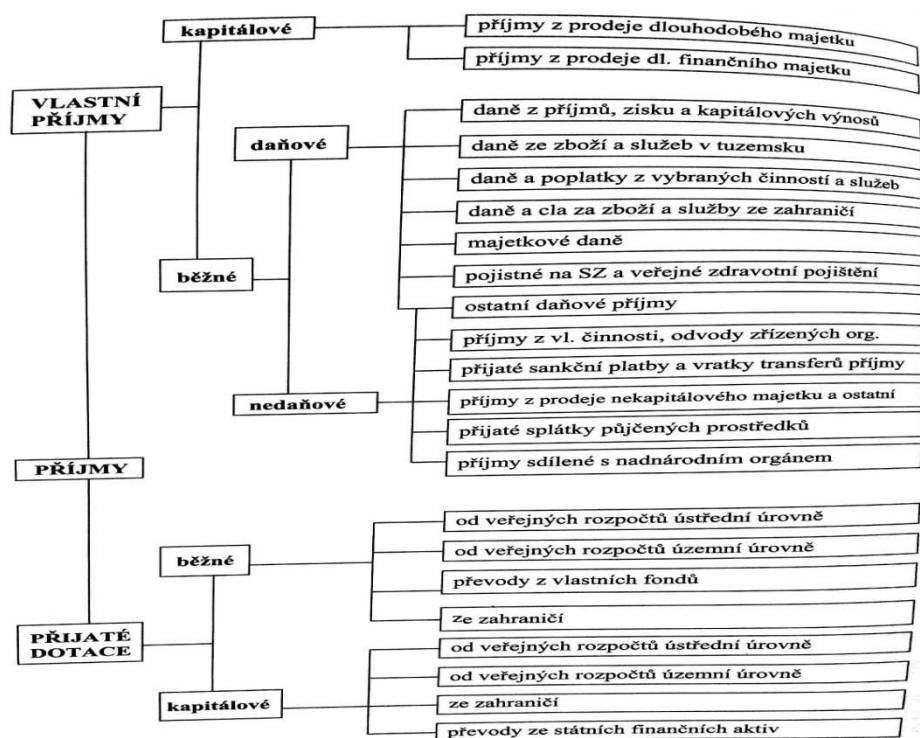 kapitálové
příjmy z prodeje dlouhodobého majetku
příjmy z prodeje dl. finančního majetku
VLASTNÍ
PŘÍJMY
daňové
daně z příjmů, zisku a kapitálových výnosů
daně ze zboží a služeb v tuzemsku
daně a poplatky z vybraných činností a služeb
daně a cla za zboží a služby ze zahraničí
majetkové daně
běžné
pojistné na SZ a veřejné zdravotní pojištění
ostatní daňové příjmy
příjmy z vl. činnosti, odvody zřízených org.
přijaté sankční platby a vratky transferů příjmy
nedaňové
příjmy z prodeje nekapitálového majetku a ostatní
přijaté splátky půjčených prostředků
příjmy sdílené s nadnárodním orgánem
PŘÍJMY
běžné
od veřejných rozpočtů ústřední úrovně
od veřejných rozpočtů územní úrovně
převody z vlastních fondů
ze zahraničí
PŘIJATÉ
DOTACE
od veřejných rozpočtů ústřední úrovně
od veřejných rozpočtů územní úrovně
kapitálové
ze zahraničí
převody ze státních finančních aktiv